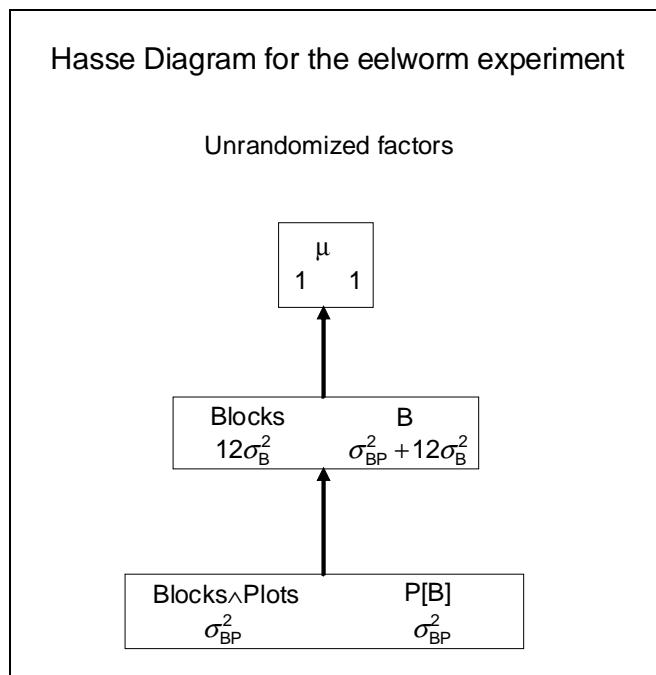 Hasse Diagram for the eelworm experiment
Unrandomized factors
μ
1 1
Blocks B
12σ²_B σ²_BP + 12σ²_B
Blocks∧Plots P[B]
σ²_BP σ²_BP